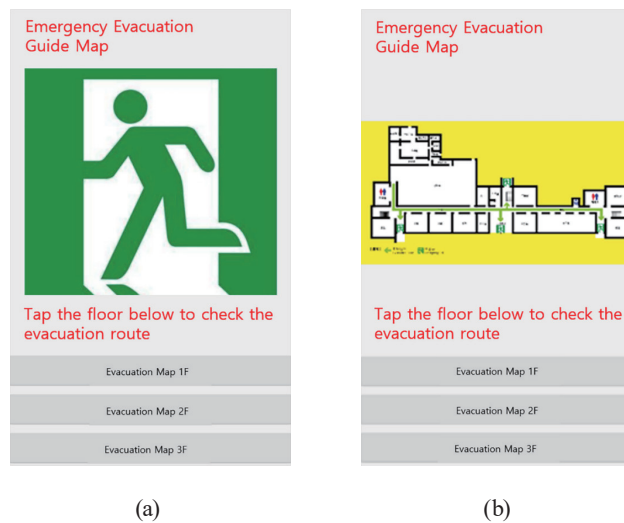 Emergency Evacuation
Guide Map
Tap the floor below to check the
evacuation route
Evacuation Map 1F
Evacuation Map 2F
Evacuation Map 3F
(a)
Emergency Evacuation
Guide Map
Tap the floor below to check the
evacuation route
Evacuation Map 1F
Evacuation Map 2F
Evacuation Map 3F
(b)